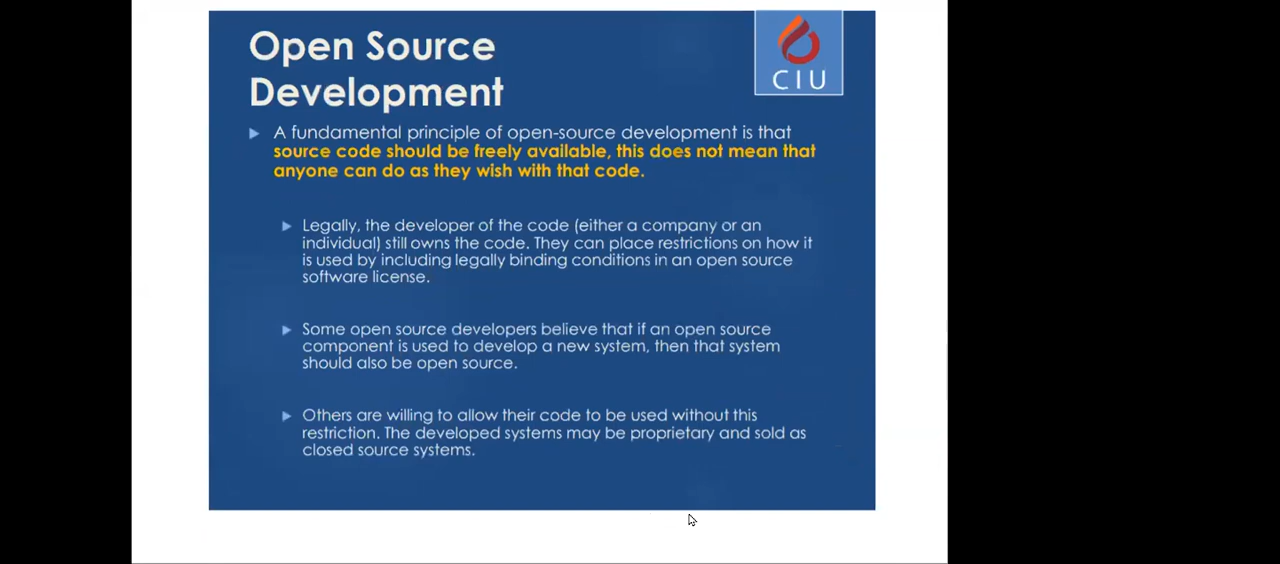 Open Source
Development
CIU
A fundamental principle of open-source development is that
source code should be freely available, this does not mean that
anyone can do as they wish with that code.
Legally, the developer of the code (either a company or an
individual) still owns the code. They can place restrictions on how it
is used by including legally binding conditions in an open source
software license.
Some open source developers believe that if an open source
component is used to develop a new system, then that system
should also be open source.
Others are willing to allow their code to be used without this
restriction. The developed systems may be proprietary and sold as
closed source systems.